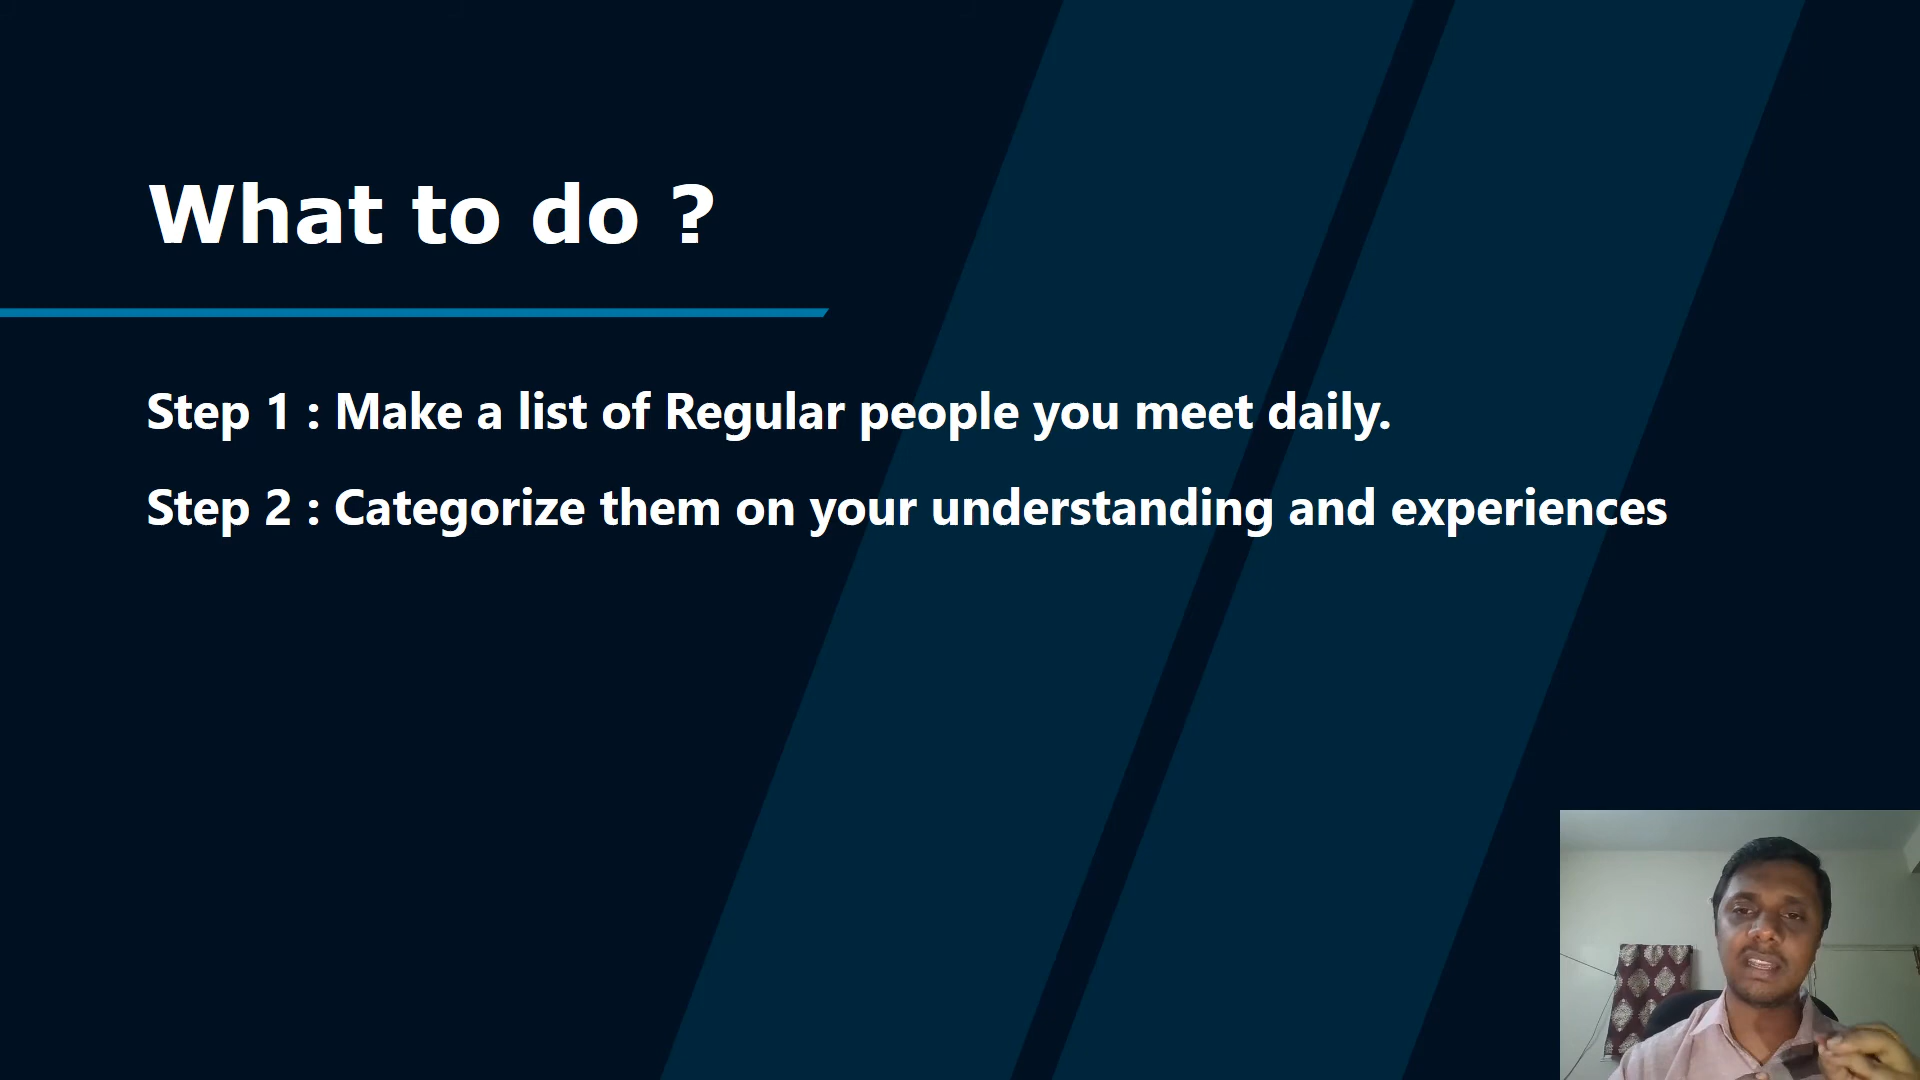 What to do ?
Step 1 : Make a list of Regular people you meet daily.
Step 2 : Categorize them on your understanding and experiences